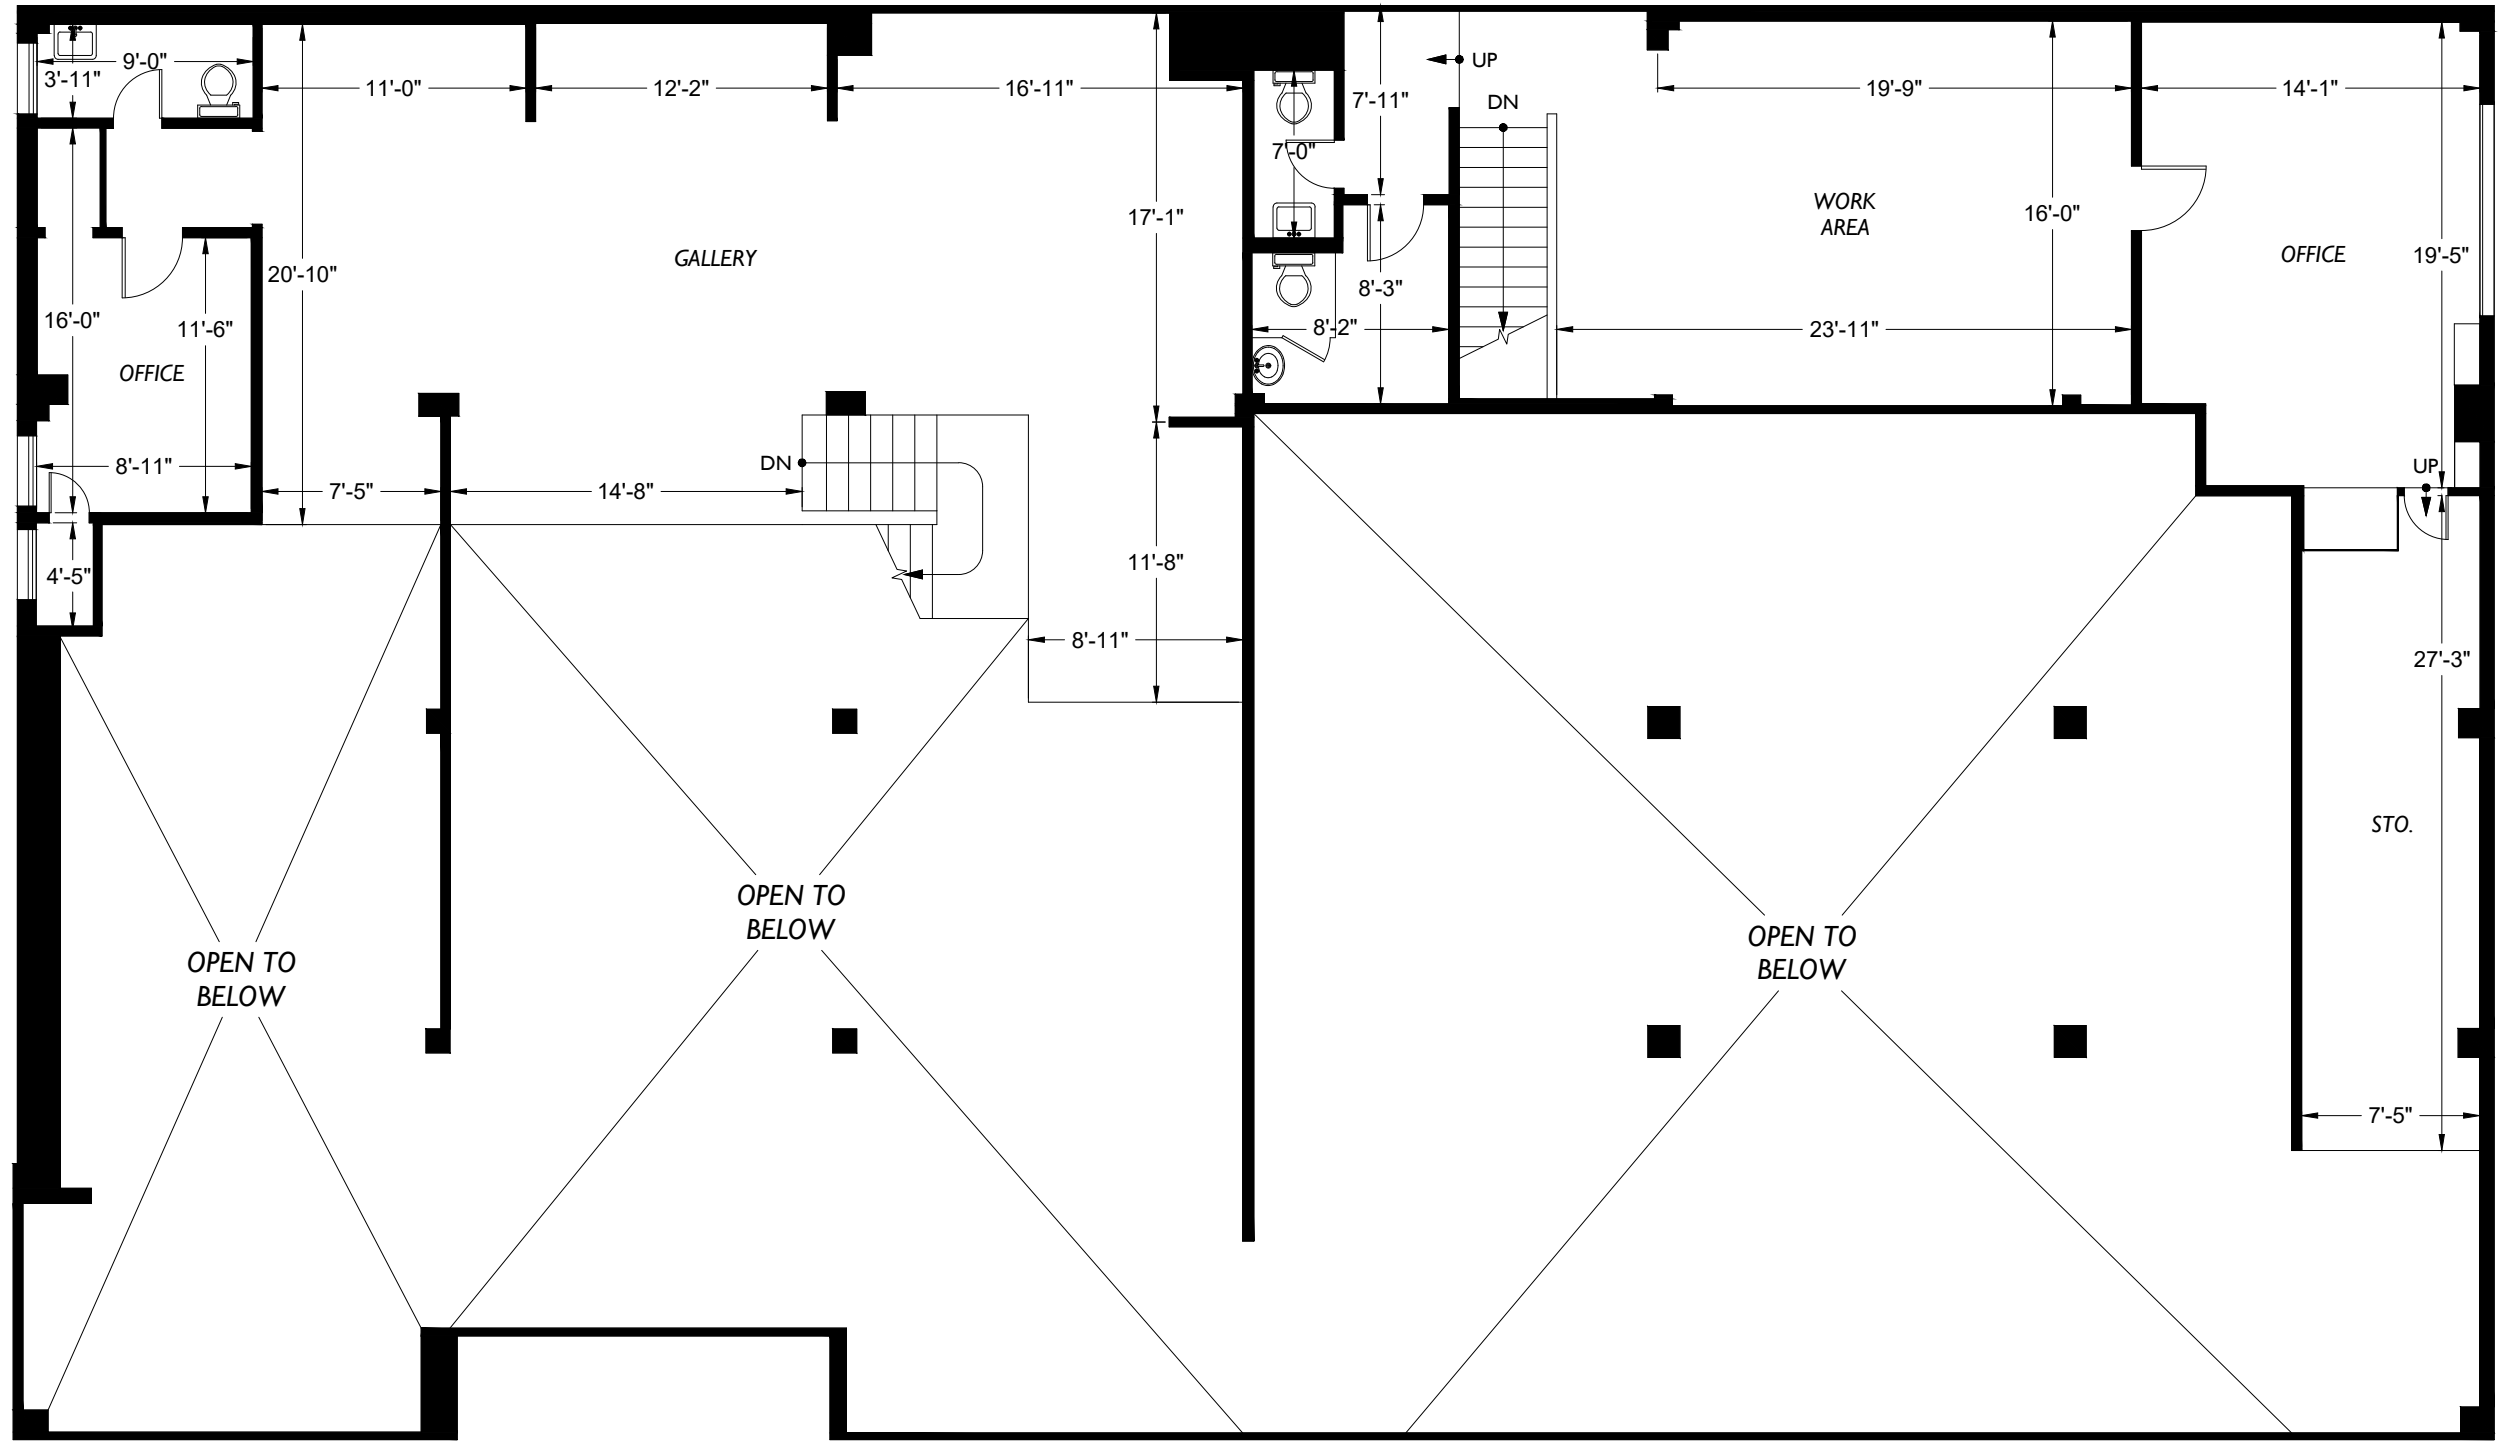 UP
9'-0"
3'-11"
11'-0"
12'-2"
16'-11"
19'-9"
14'-1"
7'-11"
DN
7'-0"
WORK
AREA
17'-1"
16'-0"
GALLERY
OFFICE
19'-5"
20'-10"
8'-3"
16'-0"
11'-6"
8'-2"
23'-11"
OFFICE
8'-11"
DN
UP
7'-5"
14'-8"
11'-8"
4'-5"
8'-11"
27'-3"
STO.
OPEN TO
BELOW
OPEN TO
BELOW
OPEN TO
BELOW
7'-5"